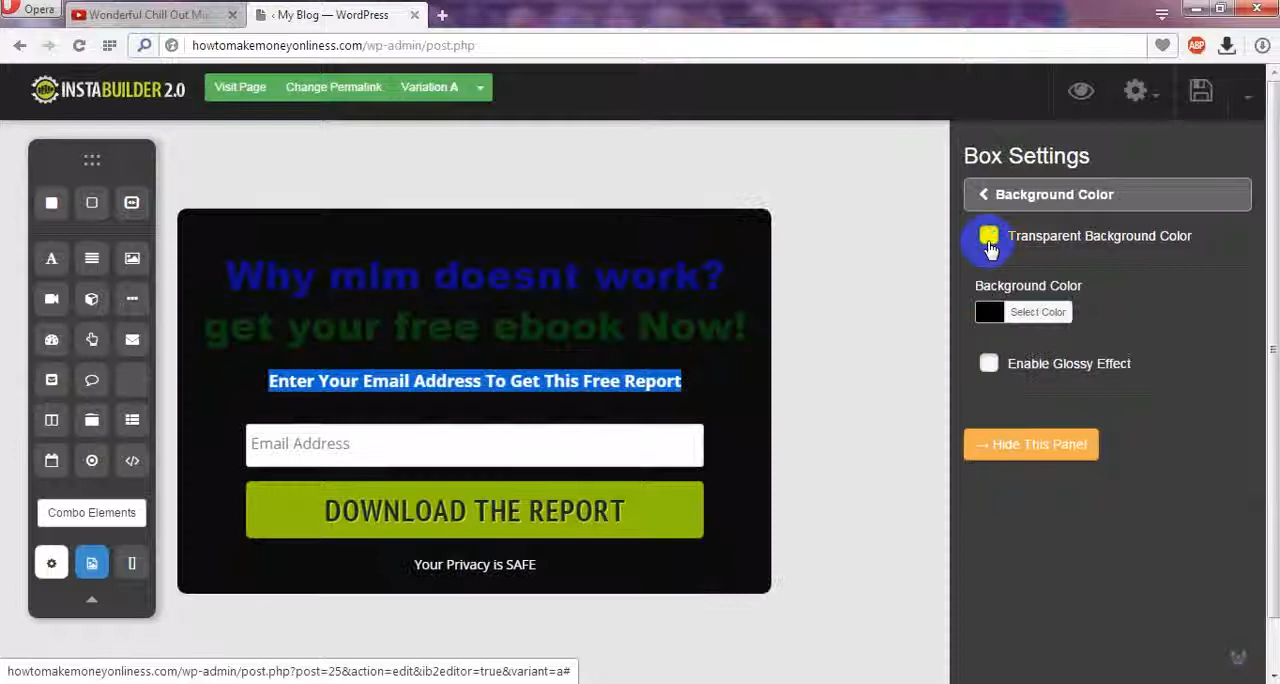 Opera
Wonderful Chill Out Mu
‹ My Blog — WordPress
howtomakemoneyonliness.com/wp-admin/post.php
ABP
INSTABUILDER 2.0
Visit Page
Change Permalink
Variation A
Box Settings
Background Color
Transparent Background Color
Background Color
Select Color
Enable Glossy Effect
→ Hide This Panel
Why mlm doesnt work?
get your free ebook Now!
Enter Your Email Address To Get This Free Report
Email Address
DOWNLOAD THE REPORT
Your Privacy is SAFE
A
Combo Elements
howtomakemoneyonliness.com/wp-admin/post.php?post=25&action=edit&ib2editor=true&variant=a#